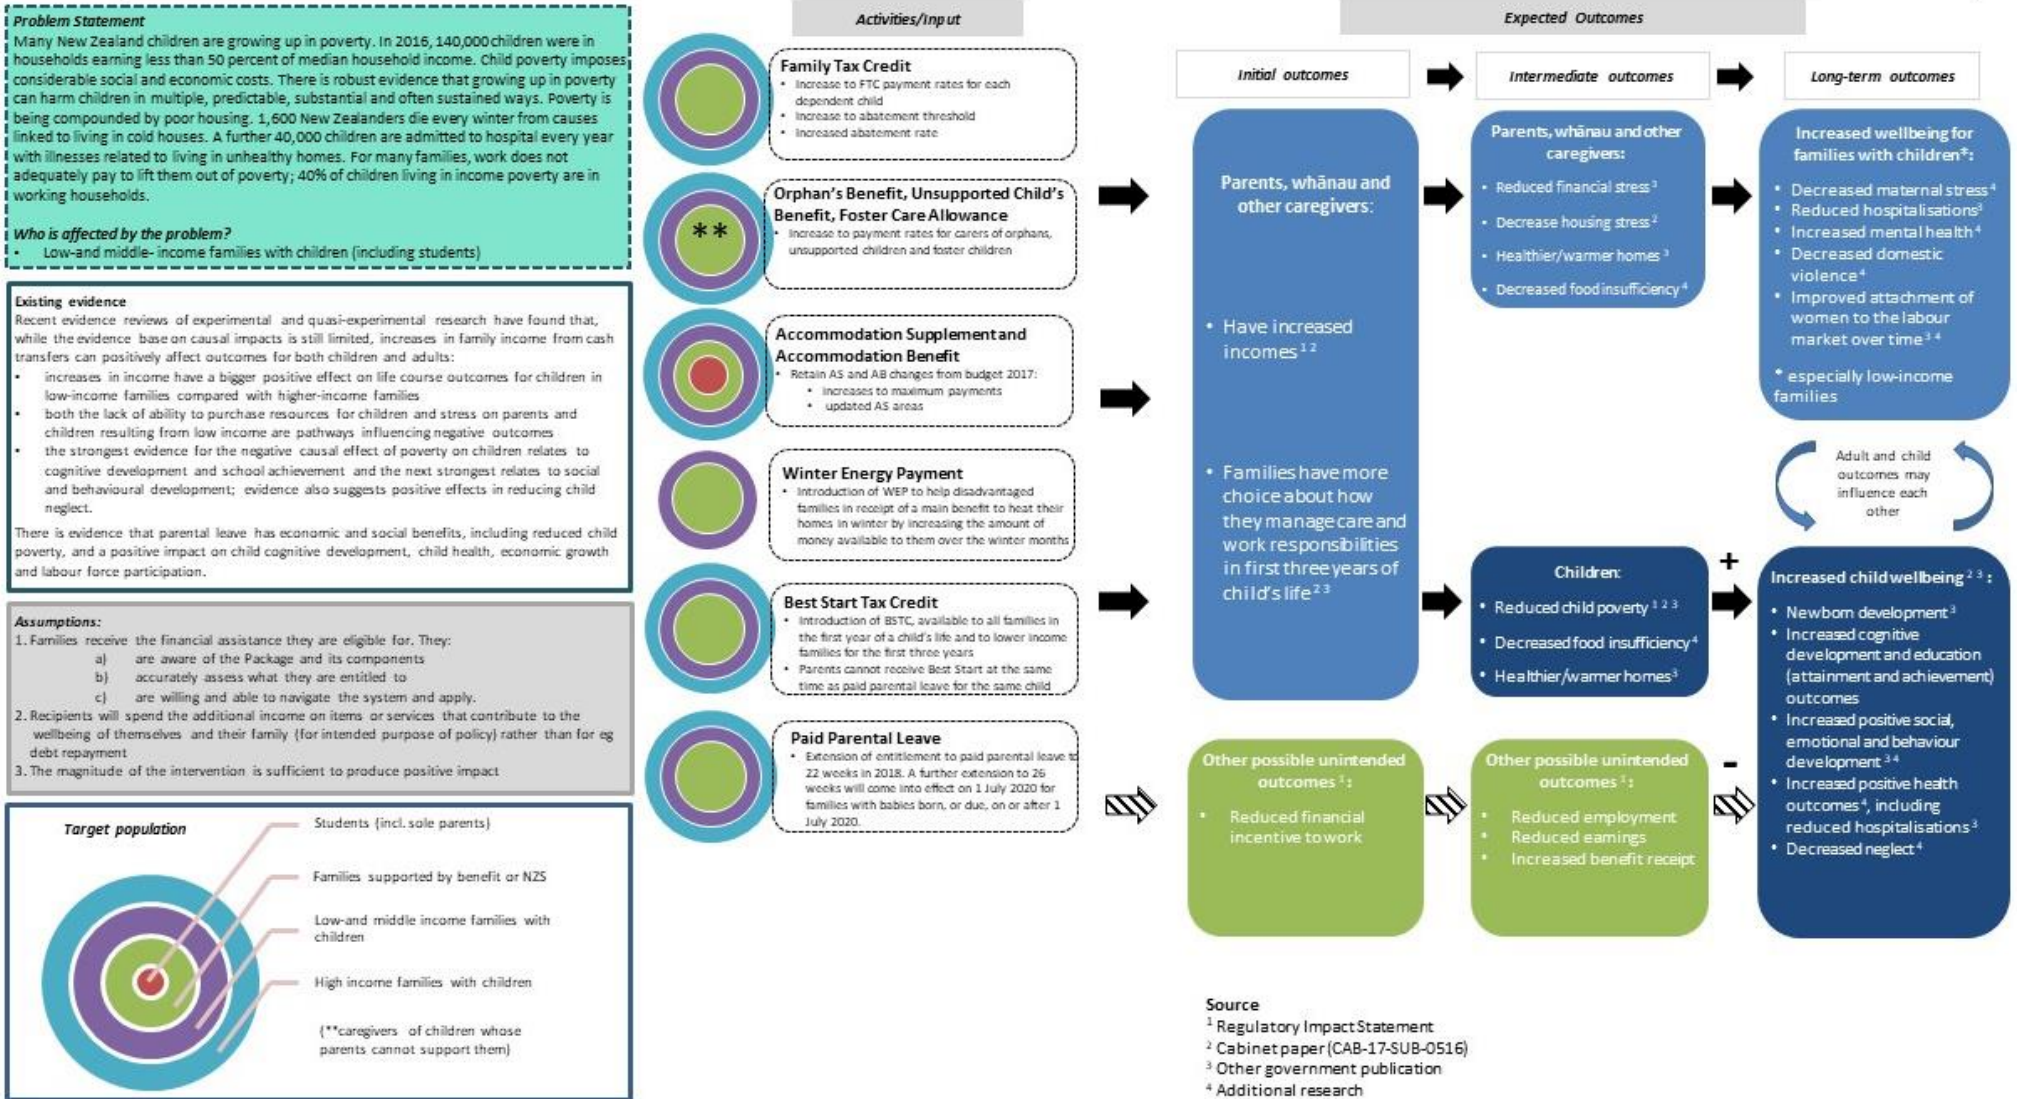 Problem Statement
Many New Zealand children are growing up in poverty. In 2016, 140,000 children were in
households earning less than 50 percent of median household income. Child poverty imposes
considerable social and economic costs. There is robust evidence that growing up in poverty
can harm children in multiple, predictable, substantial and often sustained ways. Poverty is
being compounded by poor housing. 1,600 New Zealanders die every winter from causes
linked to living in cold houses. A further 40,000 children are admitted to hospital every year
with illnesses related to living in unhealthy homes. For many families, work does not
adequately pay to lift them out of poverty; 40% of children living in income poverty are in
working households.
Who is affected by the problem?
• Low-and middle- income families with children (including students)
Existing evidence
Recent evidence reviews of experimental and quasi-experimental research have found that,
while the evidence base on causal impacts is still limited, increases in family income from cash
transfers can positively affect outcomes for both children and adults:
• increases in income have a bigger positive effect on life course outcomes for children in
low-income families compared with higher-income families
• both the lack of ability to purchase resources for children and stress on parents and
children resulting from low income are pathways influencing negative outcomes
• the strongest evidence for the negative causal effect of poverty on children relates to
cognitive development and school achievement and the next strongest relates to social
and behavioural development; evidence also suggests positive effects in reducing child
neglect.
There is evidence that parental leave has economic and social benefits, including reduced child
poverty, and a positive impact on child cognitive development, child health, economic growth
and labour force participation.
Assumptions:
1. Families receive the financial assistance they are eligible for. They:
a) are aware of the Package and its components
b) accurately assess what they are entitled to
c) are willing and able to navigate the system and apply.
2. Recipients will spend the additional income on items or services that contribute to the
wellbeing of themselves and their family (for intended purpose of policy) rather than for eg
debt repayment
3. The magnitude of the intervention is sufficient to produce positive impact
Target population
Students (incl. sole parents)
Families supported by benefit or NZS
Low-and middle income families with
children
High income families with children
(**caregivers of children whose
parents cannot support them)
Activities/Input
Family Tax Credit
• Increase to FTC payment rates for each
dependent child
• Increase to abatement threshold
• Increased abatement rate
**
Orphan's Benefit, Unsupported Child's
Benefit, Foster Care Allowance
• Increase to payment rates for carers of orphans,
unsupported children and foster children
Accommodation Supplement and
Accommodation Benefit
• Retain AS and AB changes from budget 2017:
• Increases to maximum payments
• updated AS areas
Winter Energy Payment
• Introduction of WEP to help disadvantaged
families in receipt of a main benefit to heat their
homes in winter by increasing the amount of
money available to them over the winter months
Best Start Tax Credit
• Introduction of BSTC, available to all families in
the first year of a child's life and to lower income
families for the first three years
• Parents cannot receive Best Start at the same
time as paid parental leave for the same child
Paid Parental Leave
• Extension of entitlement to paid parental leave to
22 weeks in 2018. A further extension to 26
weeks will come into effect on 1 July 2020 for
families with babies born, or due, on or after 1
July 2020.
Expected Outcomes
Initial outcomes
Parents, whānau and
other caregivers:
• Have increased
incomes 1 2
• Families have more
choice about how
they manage care and
work responsibilities
in first three years of
child's life 2 3
Other possible unintended
outcomes 1:
• Reduced financial
incentive to work
Intermediate outcomes
Parents, whānau and other
caregivers:
• Reduced financial stress 3
• Decrease housing stress 2
• Healthier/warmer homes 3
• Decreased food insufficiency 4
Children:
• Reduced child poverty 1 2 3
• Decreased food insufficiency 4
• Healthier/warmer homes 3
Other possible unintended
outcomes 1:
• Reduced employment
• Reduced earnings
• Increased benefit receipt
+
-
Long-term outcomes
Increased wellbeing for
families with children*:
• Decreased maternal stress 4
• Reduced hospitalisations 3
• Increased mental health 4
• Decreased domestic
violence 4
• Improved attachment of
women to the labour
market over time 3 4
* especially low-income
families
Adult and child
outcomes may
influence each
other
Increased child wellbeing 2 3 :
• Newborn development 3
• Increased cognitive
development and education
(attainment and achievement)
outcomes
• Increased positive social,
emotional and behaviour
development 3 4
• Increased positive health
outcomes 4, including
reduced hospitalisations 3
• Decreased neglect 4
Source
1 Regulatory Impact Statement
2 Cabinet paper (CAB-17-SUB-0516)
3 Other government publication
4 Additional research